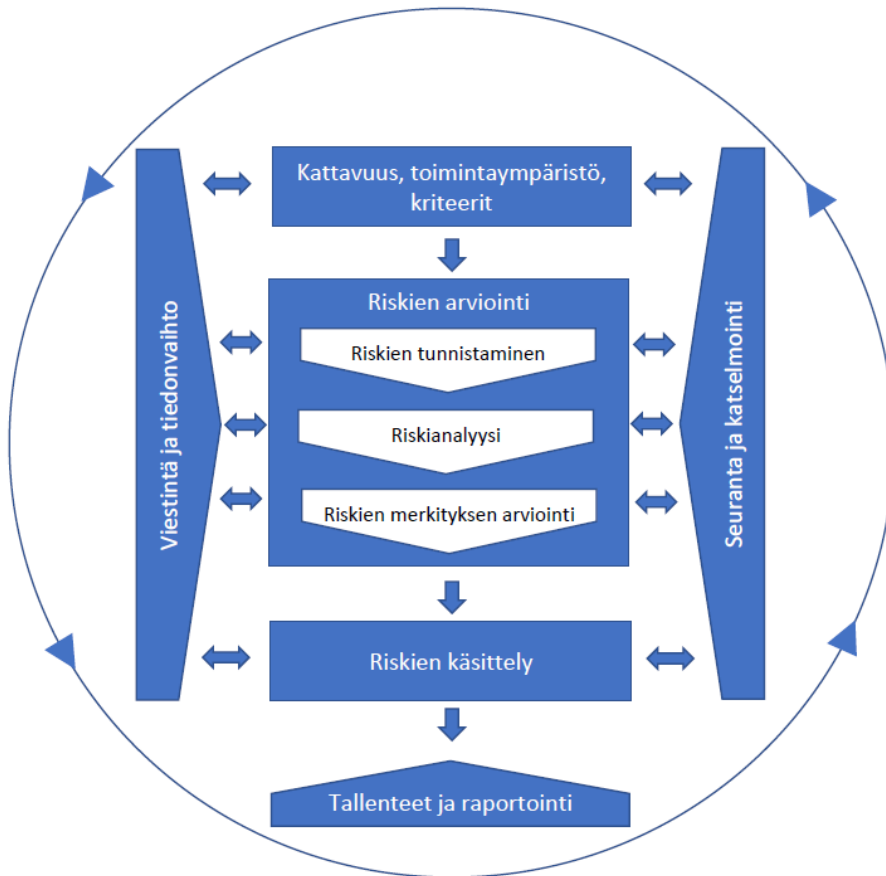 Kattavuus, toimintaympäristö,
kriteerit
Viestintä ja tiedonvaihto
Riskien arviointi
Riskien tunnistaminen
Riskianalyysi
Riskien merkityksen arviointi
Seuranta ja katselmointi
Riskien käsittely
Tallenteet ja raportointi